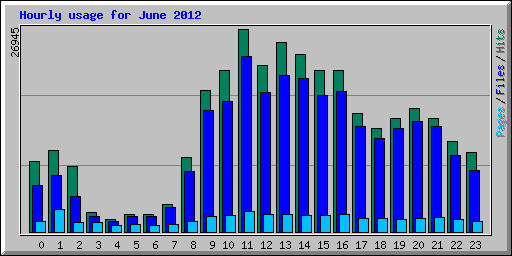 Hourly usage for June 2012
26945
Pages / Files / Hits
0 1 2 3 4 5 6 7 8 9 10 11 12 13 14 15 16 17 18 19 20 21 22 23